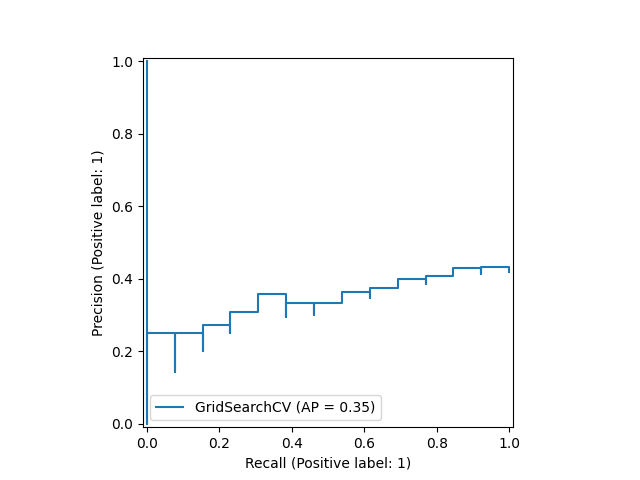 1.0
0.8
0.6
0.4
0.2
0.0
Precision (Positive label: 1)
GridSearchCV (AP = 0.35)
0.0 0.2 0.4 0.6 0.8 1.0
Recall (Positive label: 1)